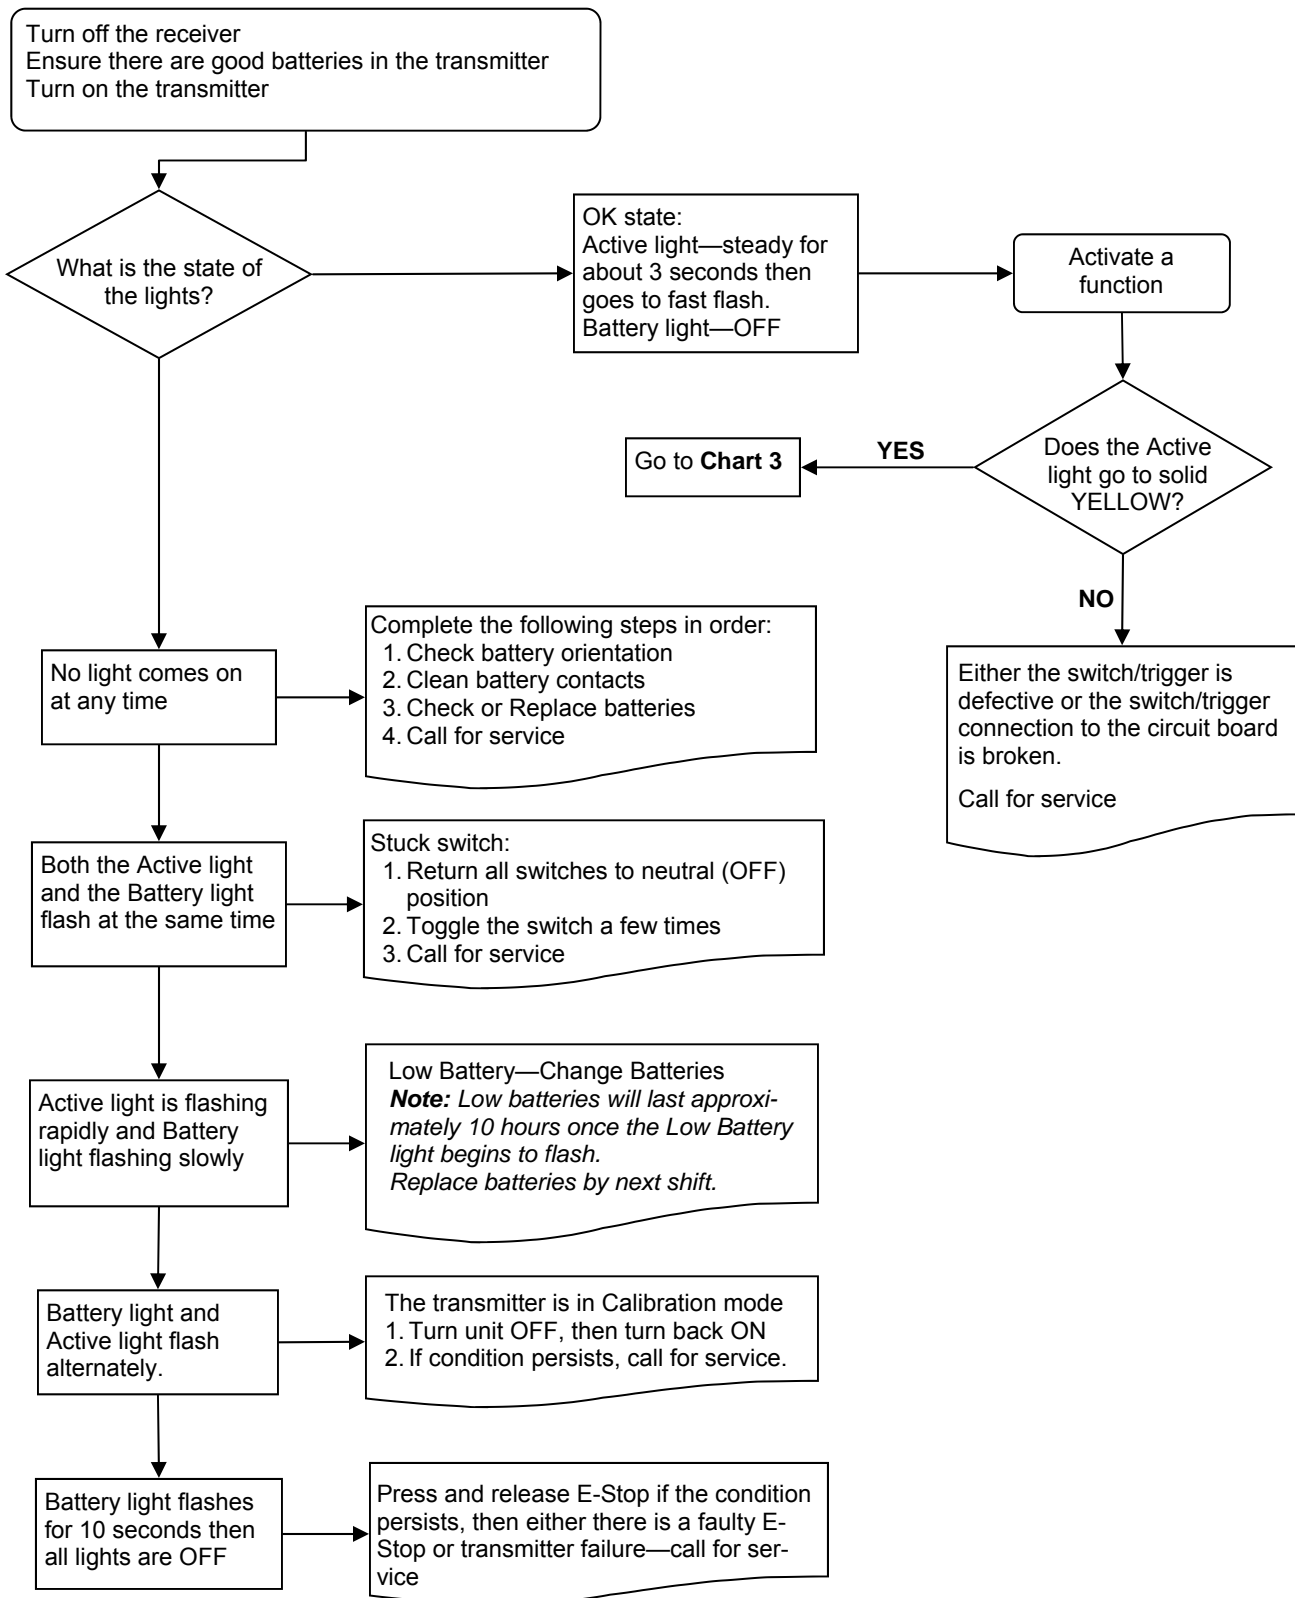 Turn off the receiver
Ensure there are good batteries in the transmitter
Turn on the transmitter
What is the state of
the lights?
OK state:
Active light—steady for
about 3 seconds then
goes to fast flash.
Battery light—OFF
Activate a
function
Does the Active
light go to solid
YELLOW?
YES
Go to Chart 3
NO
Either the switch/trigger is
defective or the switch/trigger
connection to the circuit board
is broken.
Call for service
No light comes on
at any time
Complete the following steps in order:
1. Check battery orientation
2. Clean battery contacts
3. Check or Replace batteries
4. Call for service
Both the Active light
and the Battery light
flash at the same time
Stuck switch:
1. Return all switches to neutral (OFF)
position
2. Toggle the switch a few times
3. Call for service
Active light is flashing
rapidly and Battery
light flashing slowly
Low Battery—Change Batteries
Note: Low batteries will last approxi-
mately 10 hours once the Low Battery
light begins to flash.
Replace batteries by next shift.
Battery light and
Active light flash
alternately.
The transmitter is in Calibration mode
1. Turn unit OFF, then turn back ON
2. If condition persists, call for service.
Battery light flashes
for 10 seconds then
all lights are OFF
Press and release E-Stop if the condition
persists, then either there is a faulty E-
Stop or transmitter failure—call for ser-
vice